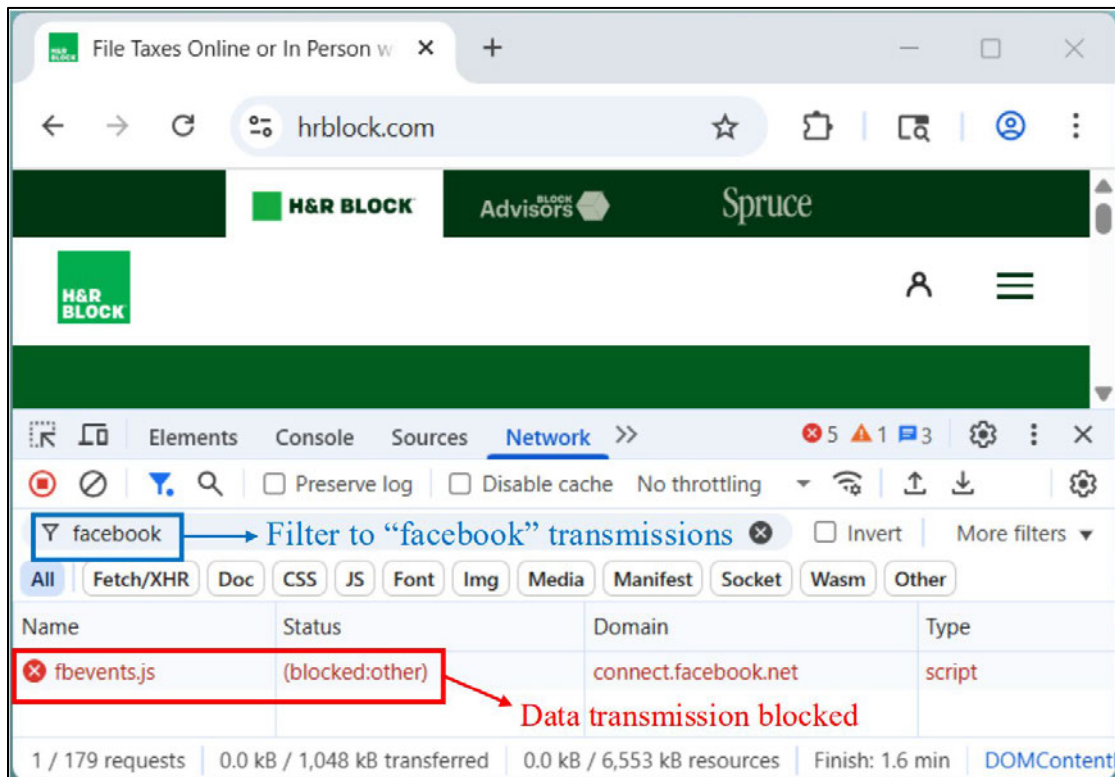 H&R BLOCK File Taxes Online or In Person w
hrblock.com
H&R BLOCK BLOCK Advisors Spruce
H&R
BLOCK
Elements Console Sources Network >> 5 1 3
Preserve log Disable cache No throttling
facebook Filter to “facebook” transmissions Invert More filters
All Fetch/XHR Doc CSS JS Font Img Media Manifest Socket Wasm Other
Name Status Domain Type
fbevents.js (blocked:other) connect.facebook.net script
Data transmission blocked
1 / 179 requests 0.0 kB / 1,048 kB transferred 0.0 kB / 6,553 kB resources Finish: 1.6 min DOMContent